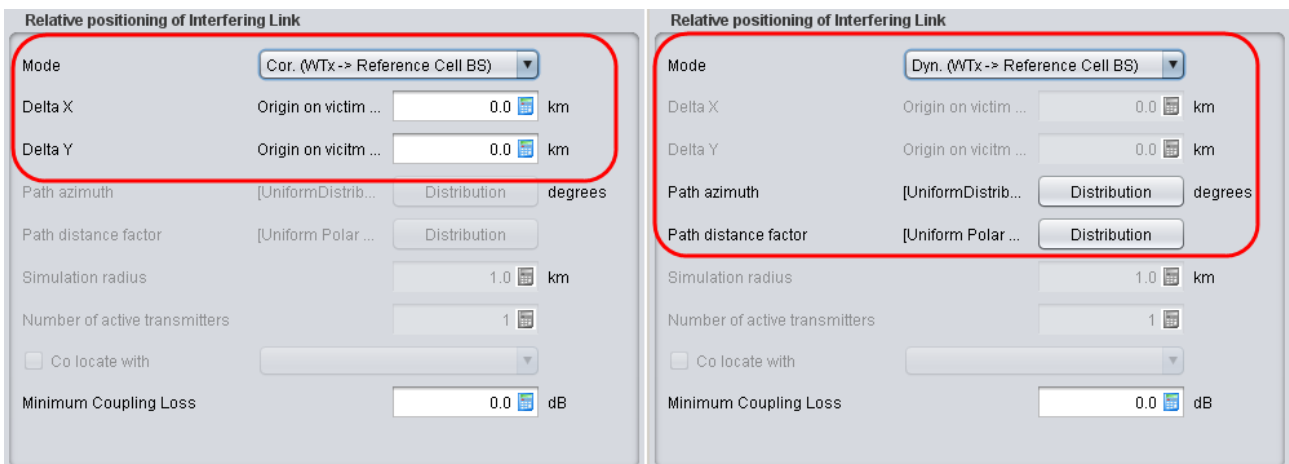 Relative positioning of Interfering Link
Mode Cor. (WTx -> Reference Cell BS)
Delta X Origin on victim ... 0.0 km
Delta Y Origin on vicitm ... 0.0 km
Path azimuth [UniformDistrib... Distribution degrees
Path distance factor [Uniform Polar ... Distribution
Simulation radius 1.0 km
Number of active transmitters 1
Co locate with
Minimum Coupling Loss 0.0 dB
Relative positioning of Interfering Link
Mode Dyn. (WTx -> Reference Cell BS)
Delta X Origin on victim ... 0.0 km
Delta Y Origin on vicitm ... 0.0 km
Path azimuth [UniformDistrib... Distribution degrees
Path distance factor [Uniform Polar ... Distribution
Simulation radius 1.0 km
Number of active transmitters 1
Co locate with
Minimum Coupling Loss 0.0 dB